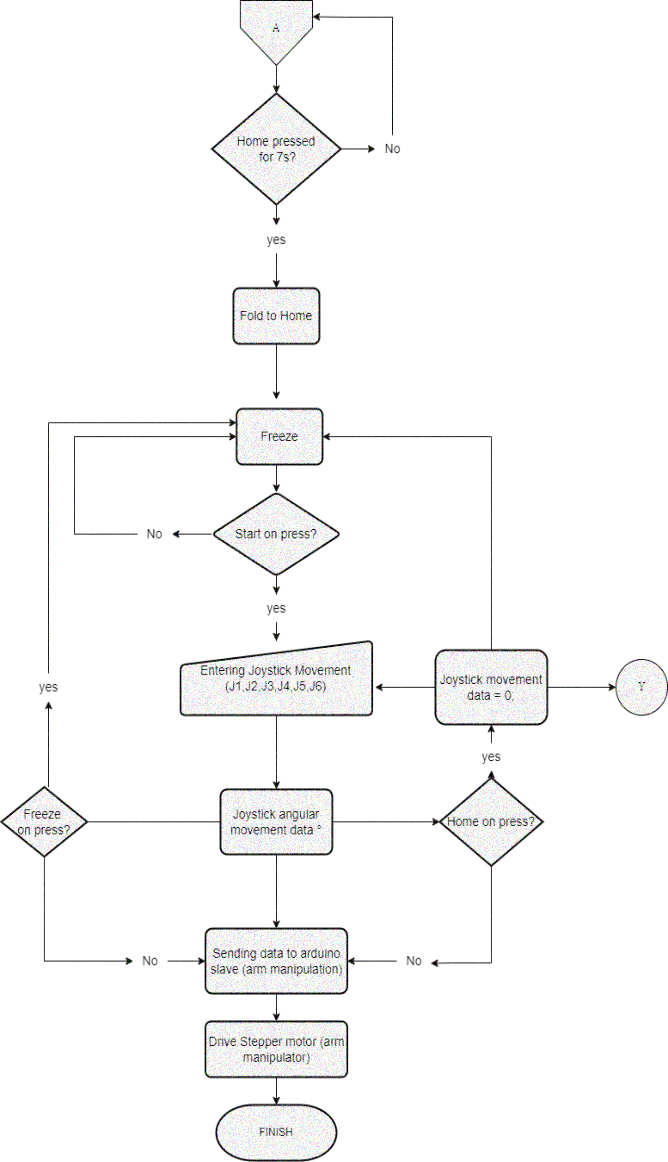 A
Home pressed
for 7s?
No
yes
Fold to Home
Freeze
Start on press?
No
yes
Entering Joystick Movement
(J1,J2,J3,J4,J5,J6)
Joystick movement
data = 0,
Y
yes
yes
Freeze
on press?
Joystick angular
movement data °
Home on press?
Sending data to arduino
slave (arm manipulation)
No
No
Drive Stepper motor (arm
manipulator)
FINISH